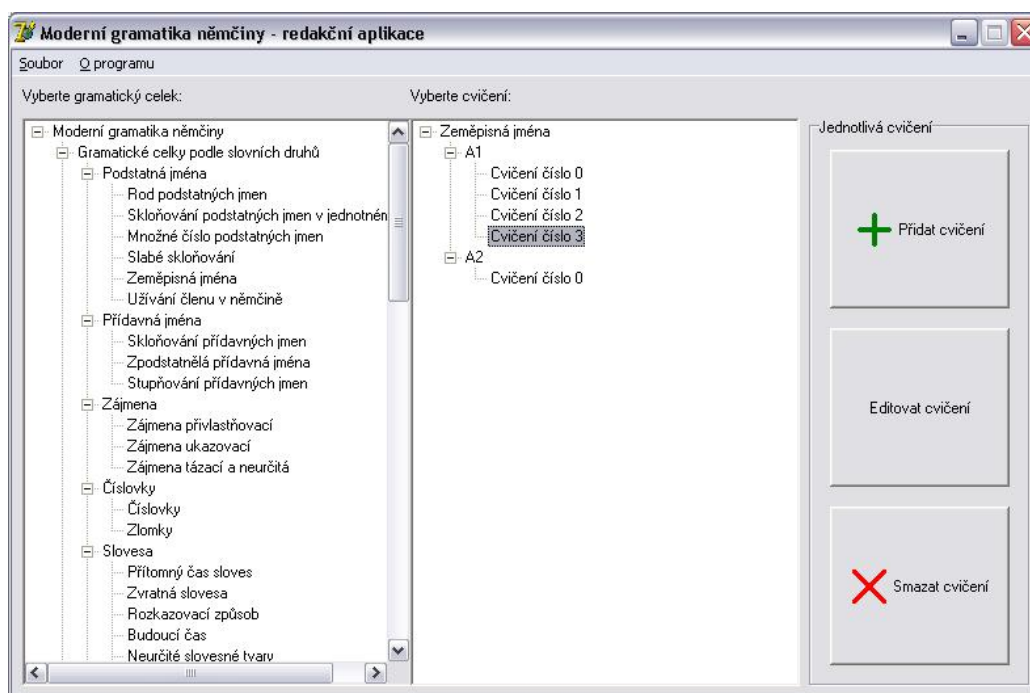 Moderní gramatika němčiny - redakční aplikace
Soubor O programu
Vyberte gramatický celek:
Moderní gramatika němčiny
Gramatické celky podle slovních druhů
Podstatná jména
Rod podstatných jmen
Skloňování podstatných jmen v jednotném
Množné číslo podstatných jmen
Slabé skloňování
Zeměpisná jména
Užívání členu v němčině
Přídavná jména
Skloňování přídavných jmen
Zpodstatnělá přídavná jména
Stupňování přídavných jmen
Zájmena
Zájmena přivlastňovací
Zájmena ukazovací
Zájmena tázací a neurčitá
Číslovky
Číslovky
Zlomky
Slovesa
Přítomný čas sloves
Zvratná slovesa
Rozkazovací způsob
Budoucí čas
Neurčité slovesné tvary
Vyberte cvičení:
Zeměpisná jména
A1
Cvičení číslo 0
Cvičení číslo 1
Cvičení číslo 2
Cvičení číslo 3
A2
Cvičení číslo 0
Jednotlivá cvičení
Přidat cvičení
Editovat cvičení
Smazat cvičení